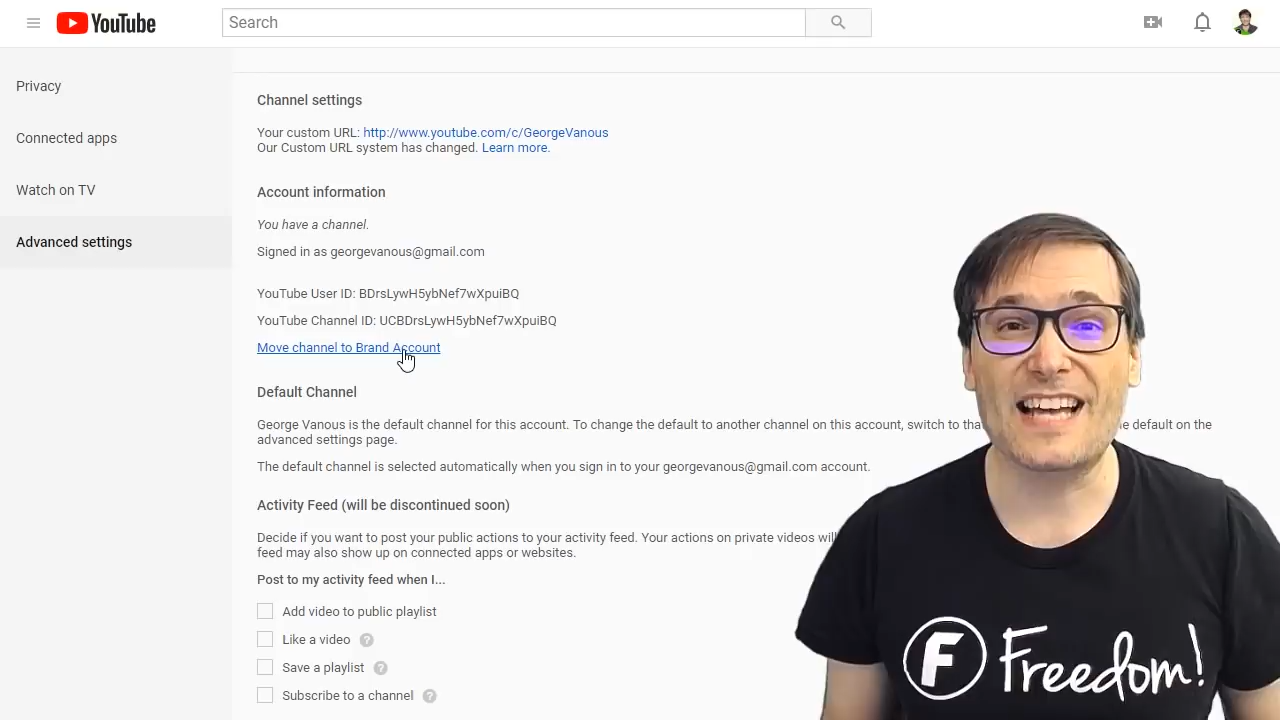 YouTube
Search
Privacy
Connected apps
Watch on TV
Advanced settings
Channel settings
Your custom URL: http://www.youtube.com/c/GeorgeVanous
Our Custom URL system has changed. Learn more.
Account information
You have a channel.
Signed in as georgevanous@gmail.com
YouTube User ID: BDrsLywH5ybNef7wXpuiBQ
YouTube Channel ID: UCBDrsLywH5ybNef7wXpuiBQ
Move channel to Brand Account
Default Channel
George Vanous is the default channel for this account. To change the default to another channel on this account, switch to the default on the
advanced settings page.
The default channel is selected automatically when you sign in to your georgevanous@gmail.com account.
Activity Feed (will be discontinued soon)
Decide if you want to post your public actions to your activity feed. Your actions on private videos
feed may also show up on connected apps or websites.
Post to my activity feed when I...
Add video to public playlist
Like a video ?
Save a playlist ?
Subscribe to a channel ?
F Freedom!